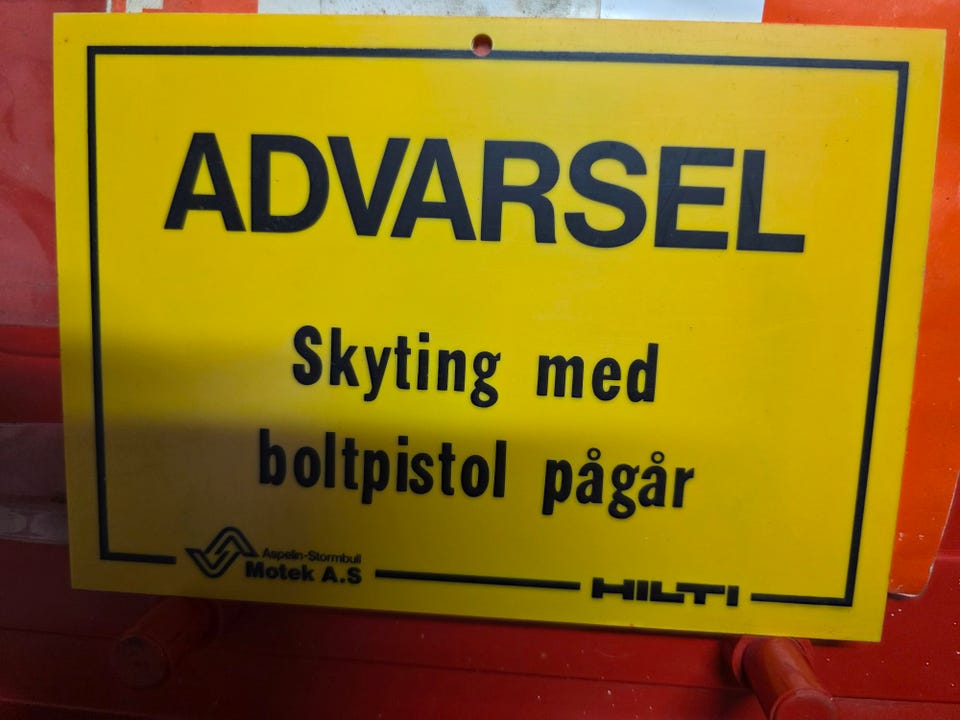 ADVARSEL
Skyting med
boltpistol pågår
Aspelin-Stormbull
Motek A.S
HILTI